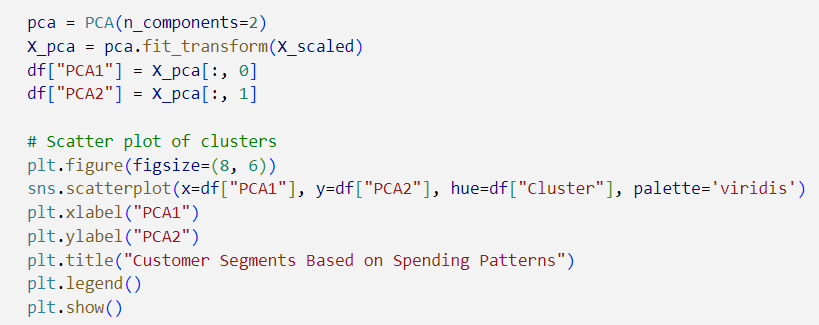 pca = PCA(n_components=2)
X_pca = pca.fit_transform(X_scaled)
df["PCA1"] = X_pca[:, 0]
df["PCA2"] = X_pca[:, 1]
# Scatter plot of clusters
plt.figure(figsize=(8, 6))
sns.scatterplot(x=df["PCA1"], y=df["PCA2"], hue=df["Cluster"], palette='viridis')
plt.xlabel("PCA1")
plt.ylabel("PCA2")
plt.title("Customer Segments Based on Spending Patterns")
plt.legend()
plt.show()